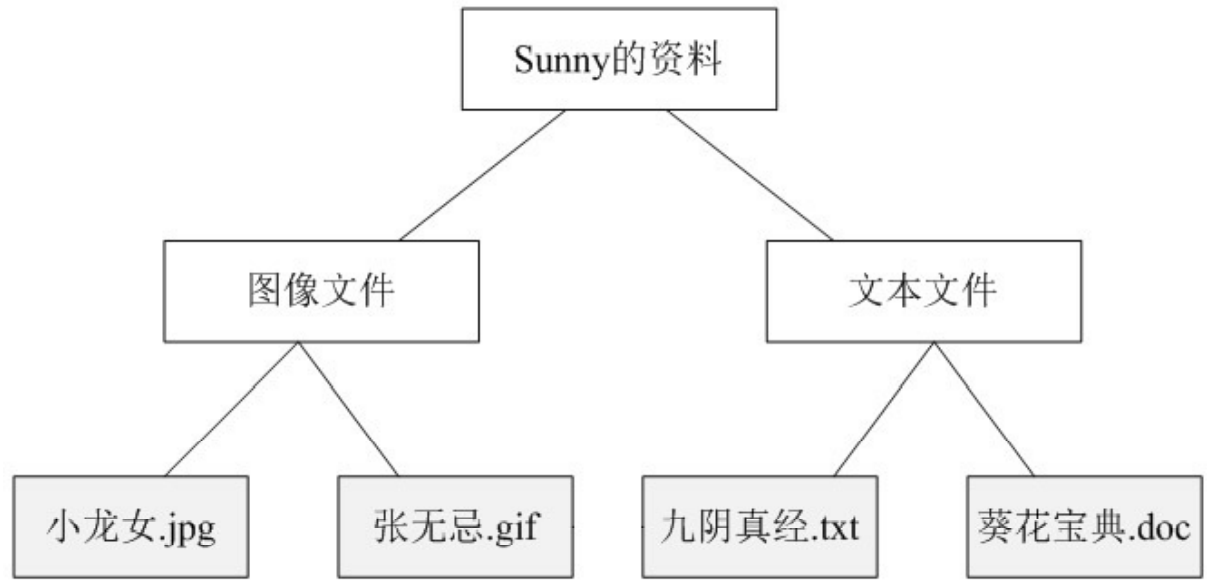 Sunny的资料
图像文件
文本文件
小龙女.jpg
张无忌.gif
九阴真经.txt
葵花宝典.doc